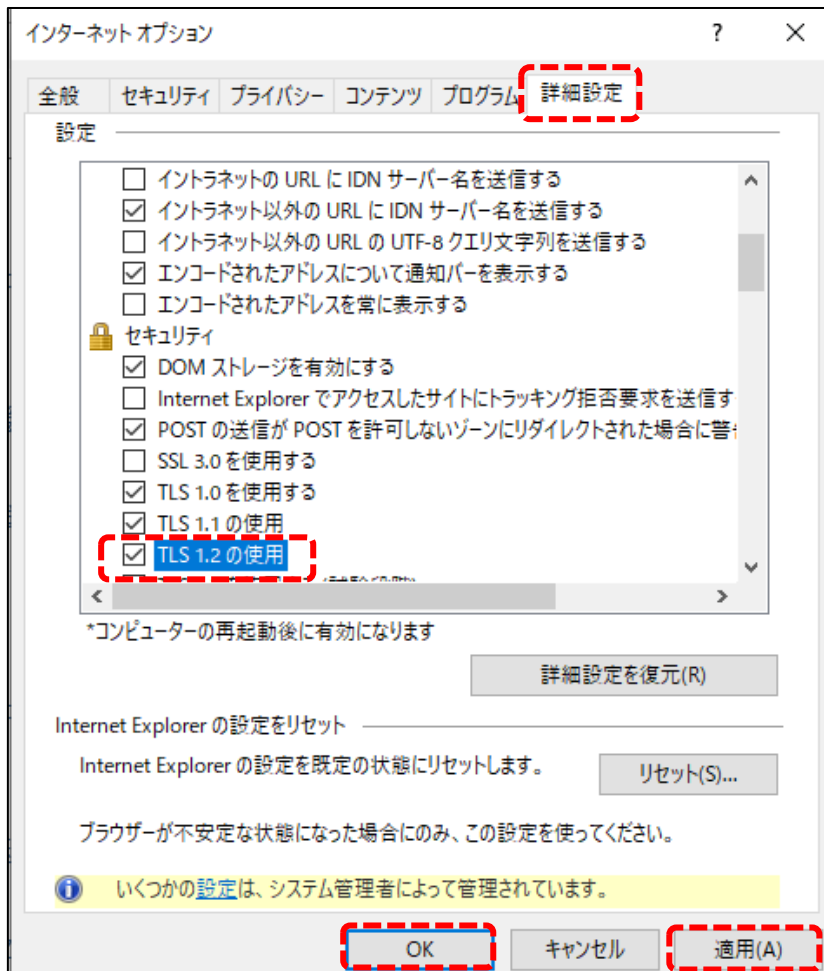 インターネット オプション ? ×
全般 セキュリティ プライバシー コンテンツ プログラム 詳細設定
設定
イントラネットの URL に IDN サーバー名を送信する
イントラネット以外の URL に IDN サーバー名を送信する
イントラネット以外の URL の UTF-8 クエリ文字列を送信する
エンコードされたアドレスについて通知バーを表示する
エンコードされたアドレスを常に表示する
セキュリティ
DOM ストレージを有効にする
Internet Explorer でアクセスしたサイトにトラッキング拒否要求を送信す
POST の送信が POST を許可しないゾーンにリダイレクトされた場合に警
SSL 3.0 を使用する
TLS 1.0 を使用する
TLS 1.1 の使用
TLS 1.2 の使用
*コンピューターの再起動後に有効になります
詳細設定を復元(R)
Internet Explorer の設定をリセット
Internet Explorer の設定を既定の状態にリセットします。
リセット(S)...
ブラウザーが不安定な状態になった場合にのみ、この設定を使ってください。
いくつかの設定は、システム管理者によって管理されています。
OK キャンセル 適用(A)